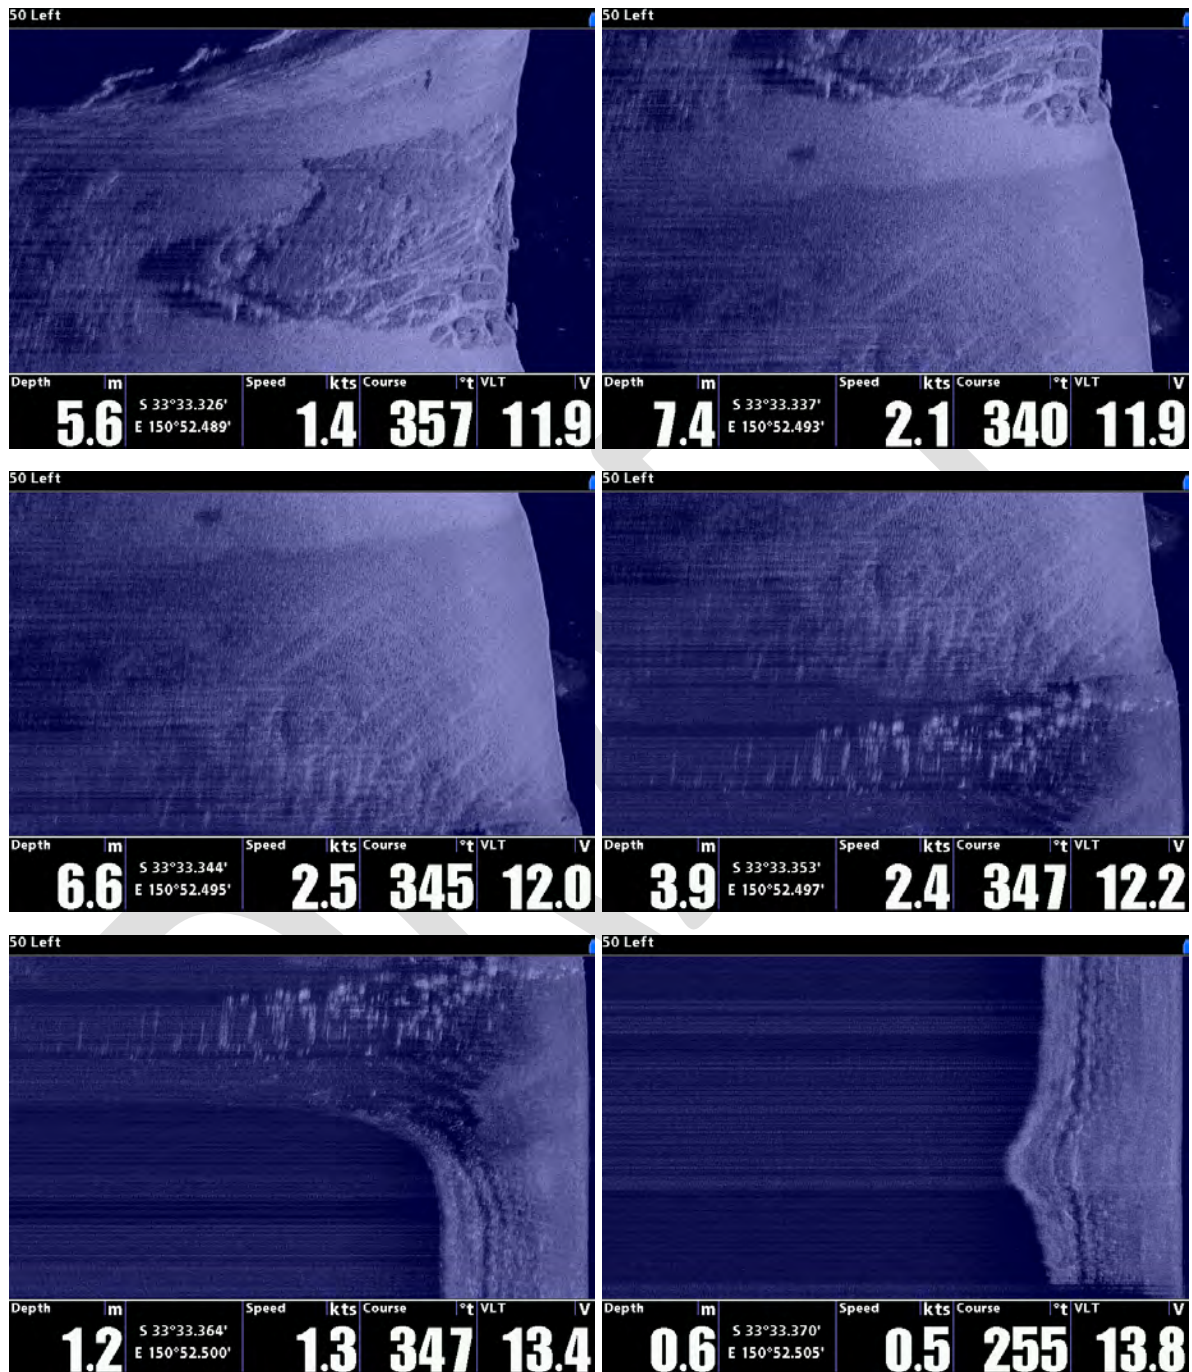 50 Left
50 Left
Depth m Speed kts Course °t VLT V
5.6 S 33°33.326' E 150°52.489' 1.4 357 11.9
Depth m Speed kts Course °t VLT V
7.4 S 33°33.337' E 150°52.493' 2.1 340 11.9
50 Left
50 Left
Depth m Speed kts Course °t VLT V
6.6 S 33°33.344' E 150°52.495' 2.5 345 12.0
Depth m Speed kts Course °t VLT V
3.9 S 33°33.353' E 150°52.497' 2.4 347 12.2
50 Left
50 Left
Depth m Speed kts Course °t VLT V
1.2 S 33°33.364' E 150°52.500' 1.3 347 13.4
Depth m Speed kts Course °t VLT V
0.6 S 33°33.370' E 150°52.505' 0.5 255 13.8